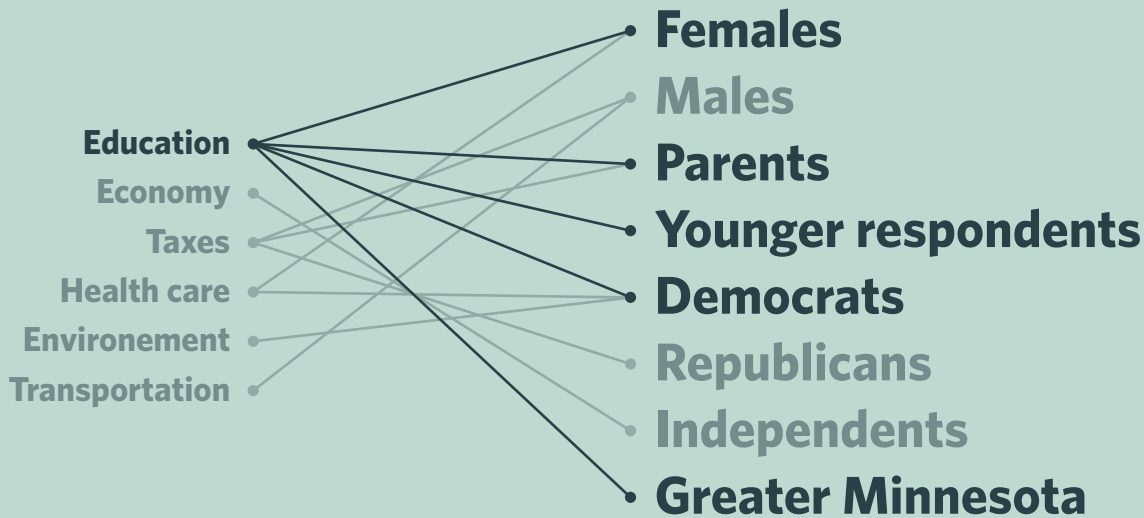 Education
Economy
Taxes
Health care
Environement
Transportation
Females
Males
Parents
Younger respondents
Democrats
Republicans
Independents
Greater Minnesota